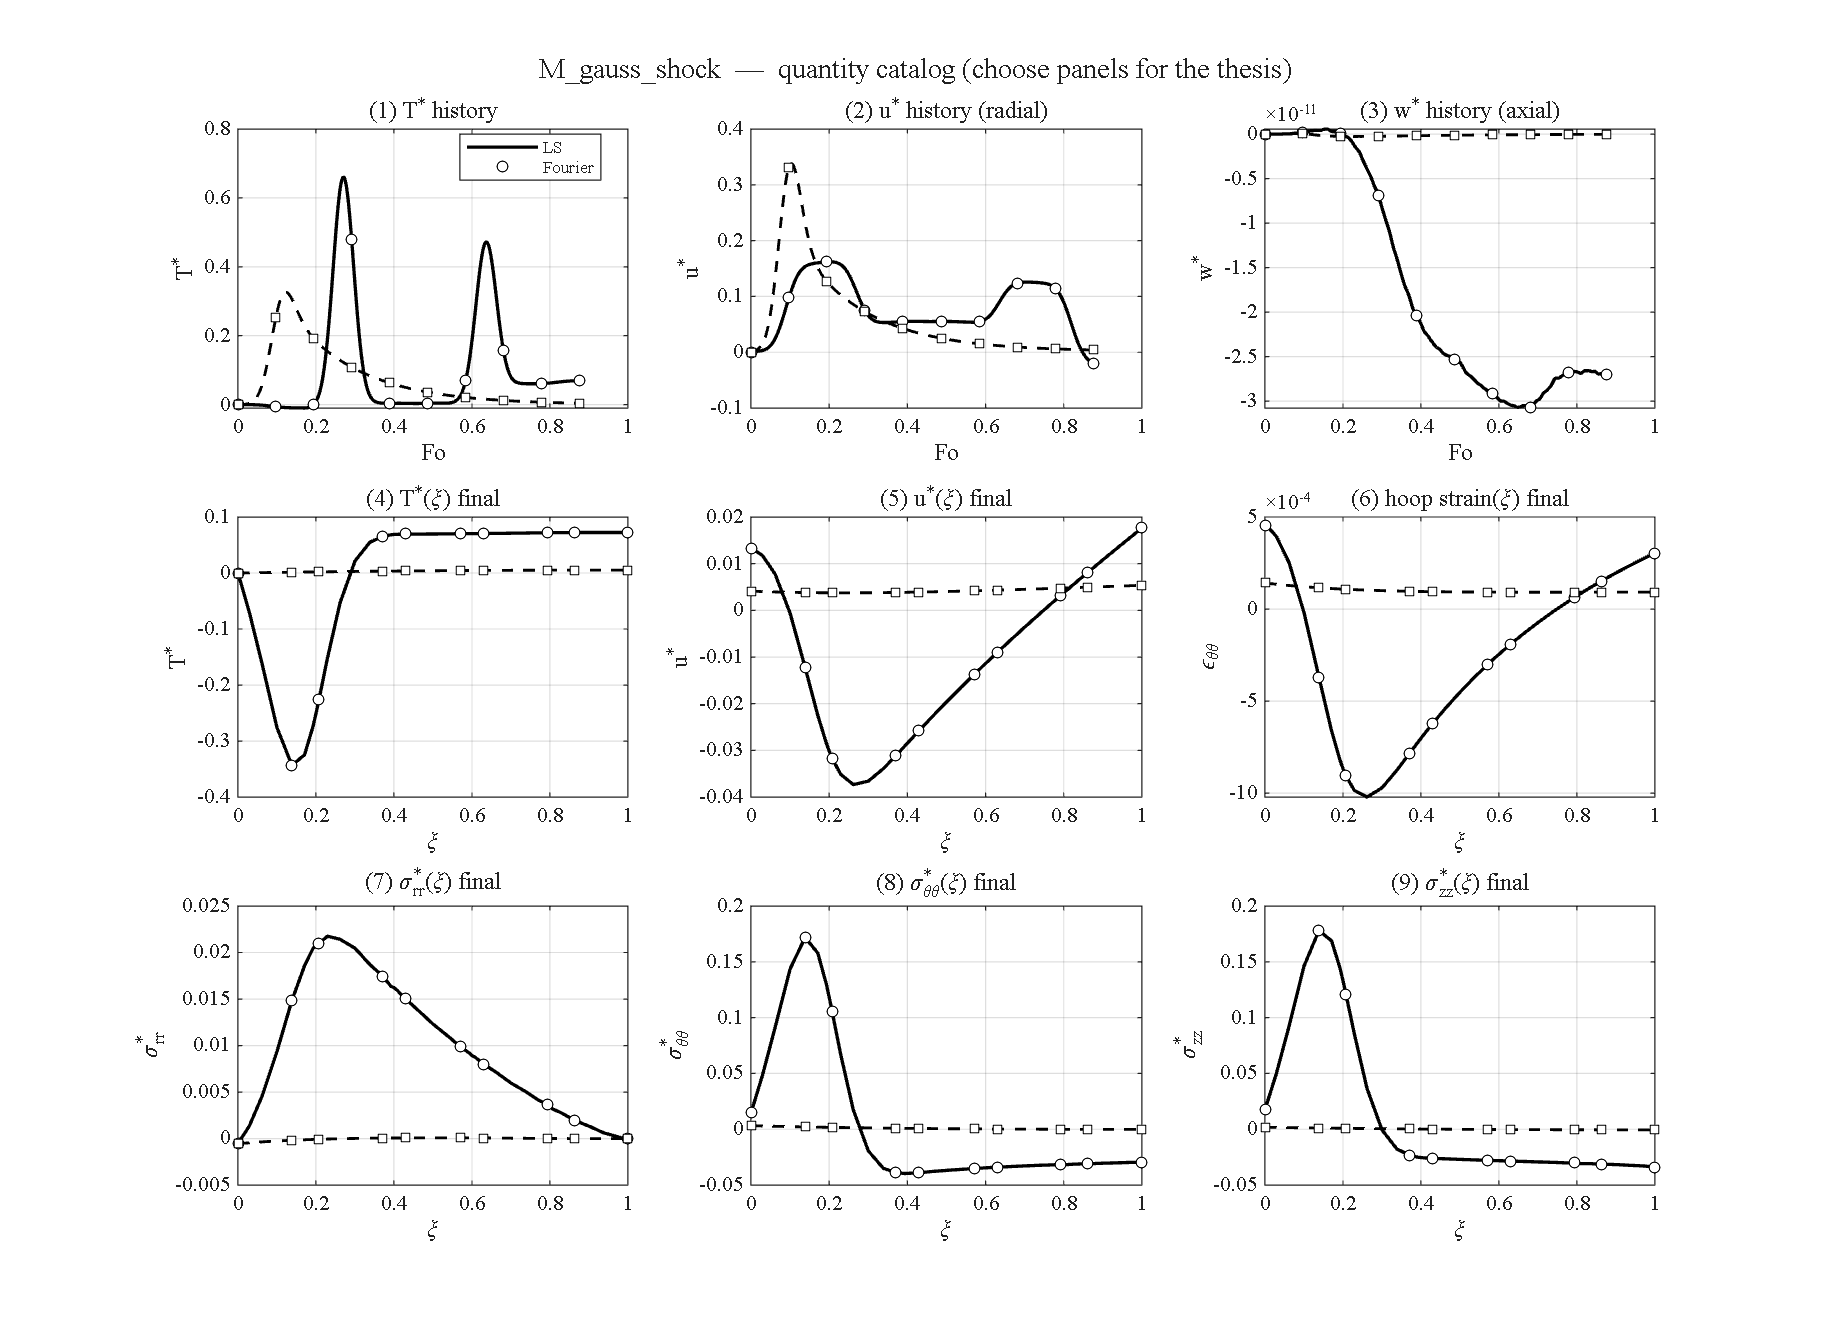 M_gauss_shock — quantity catalog (choose panels for the thesis)
(1) T* history
0.8
0.6
0.4
0.2
0
T*
LS
Fourier
0 0.2 0.4 0.6 0.8 1
Fo
(2) u* history (radial)
0.4
0.3
0.2
0.1
0
-0.1
u*
0 0.2 0.4 0.6 0.8 1
Fo
×10-11
(3) w* history (axial)
0
-0.5
-1
-1.5
-2
-2.5
-3
w*
0 0.2 0.4 0.6 0.8 1
Fo
(4) T*(ξ) final
0.1
0
-0.1
-0.2
-0.3
-0.4
T*
0 0.2 0.4 0.6 0.8 1
ξ
(5) u*(ξ) final
0.02
0.01
0
-0.01
-0.02
-0.03
-0.04
u*
0 0.2 0.4 0.6 0.8 1
ξ
×10-4
(6) hoop strain(ξ) final
5
0
-5
-10
ϵθθ
0 0.2 0.4 0.6 0.8 1
ξ
(7) σ*rr(ξ) final
0.025
0.02
0.015
0.01
0.005
0
-0.005
σ*rr
0 0.2 0.4 0.6 0.8 1
ξ
(8) σ*θθ(ξ) final
0.2
0.15
0.1
0.05
0
-0.05
σ*θθ
0 0.2 0.4 0.6 0.8 1
ξ
(9) σ*zz(ξ) final
0.2
0.15
0.1
0.05
0
-0.05
σ*zz
0 0.2 0.4 0.6 0.8 1
ξ